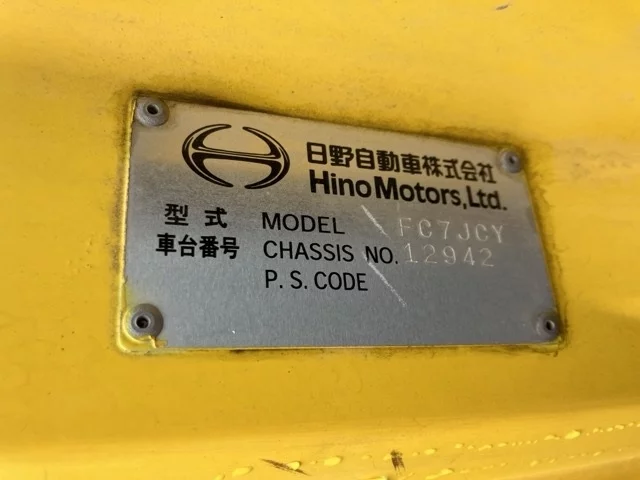 日野自動車株式会社
Hino Motors, Ltd.
型式 MODEL FC7JCY
車台番号 CHASSIS NO. 12942
P.S.CODE